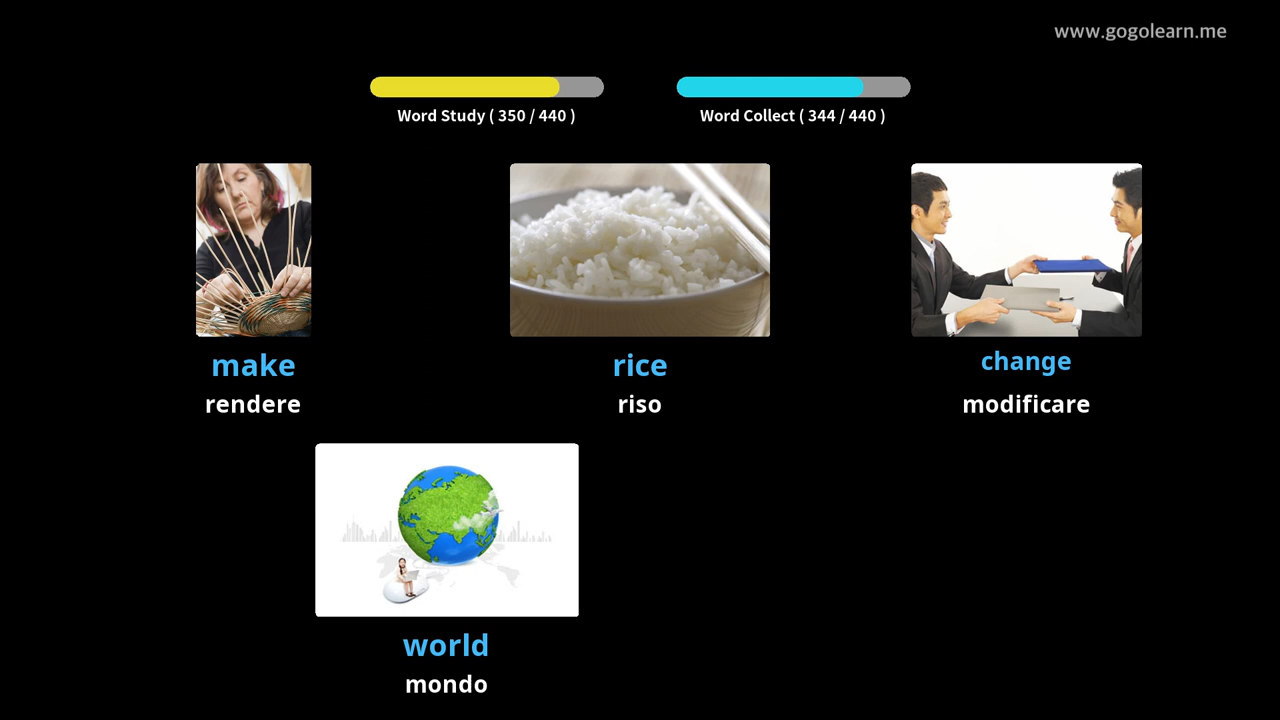 www.gogolearn.me
Word Study ( 350 / 440 )
Word Collect ( 344 / 440 )
make
rendere
rice
riso
change
modificare
world
mondo